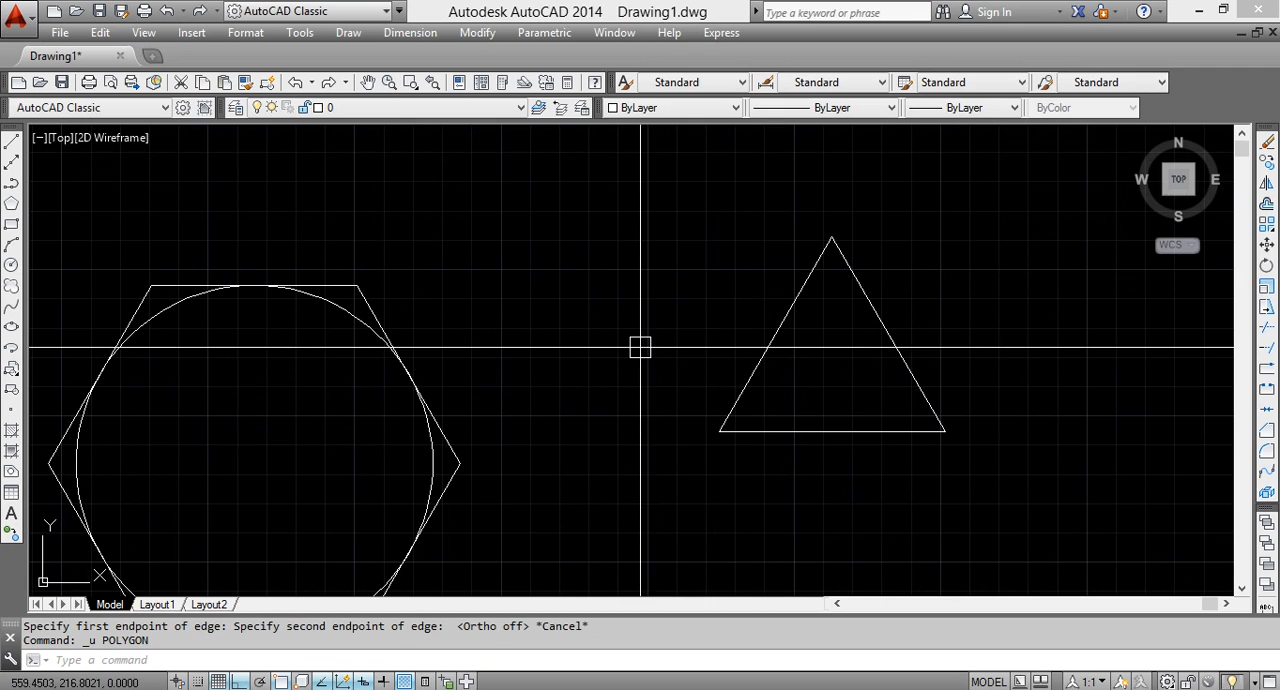 AutoCAD Classic
Autodesk AutoCAD 2014 Drawing1.dwg
Type a keyword or phrase
Sign In
File Edit View Insert Format Tools Draw Dimension Modify Parametric Window Help Express
Drawing1*
Standard Standard Standard Standard
AutoCAD Classic 0 ByLayer ByLayer ByLayer ByColor
[−][Top][2D Wireframe]
N
W TOP E
S
WCS
Y
X
Model Layout1 Layout2
Specify first endpoint of edge: Specify second endpoint of edge: <Ortho off> *Cancel*
Command: _u POLYGON
Type a command
559.4503, 216.8021, 0.0000 MODEL 1:1